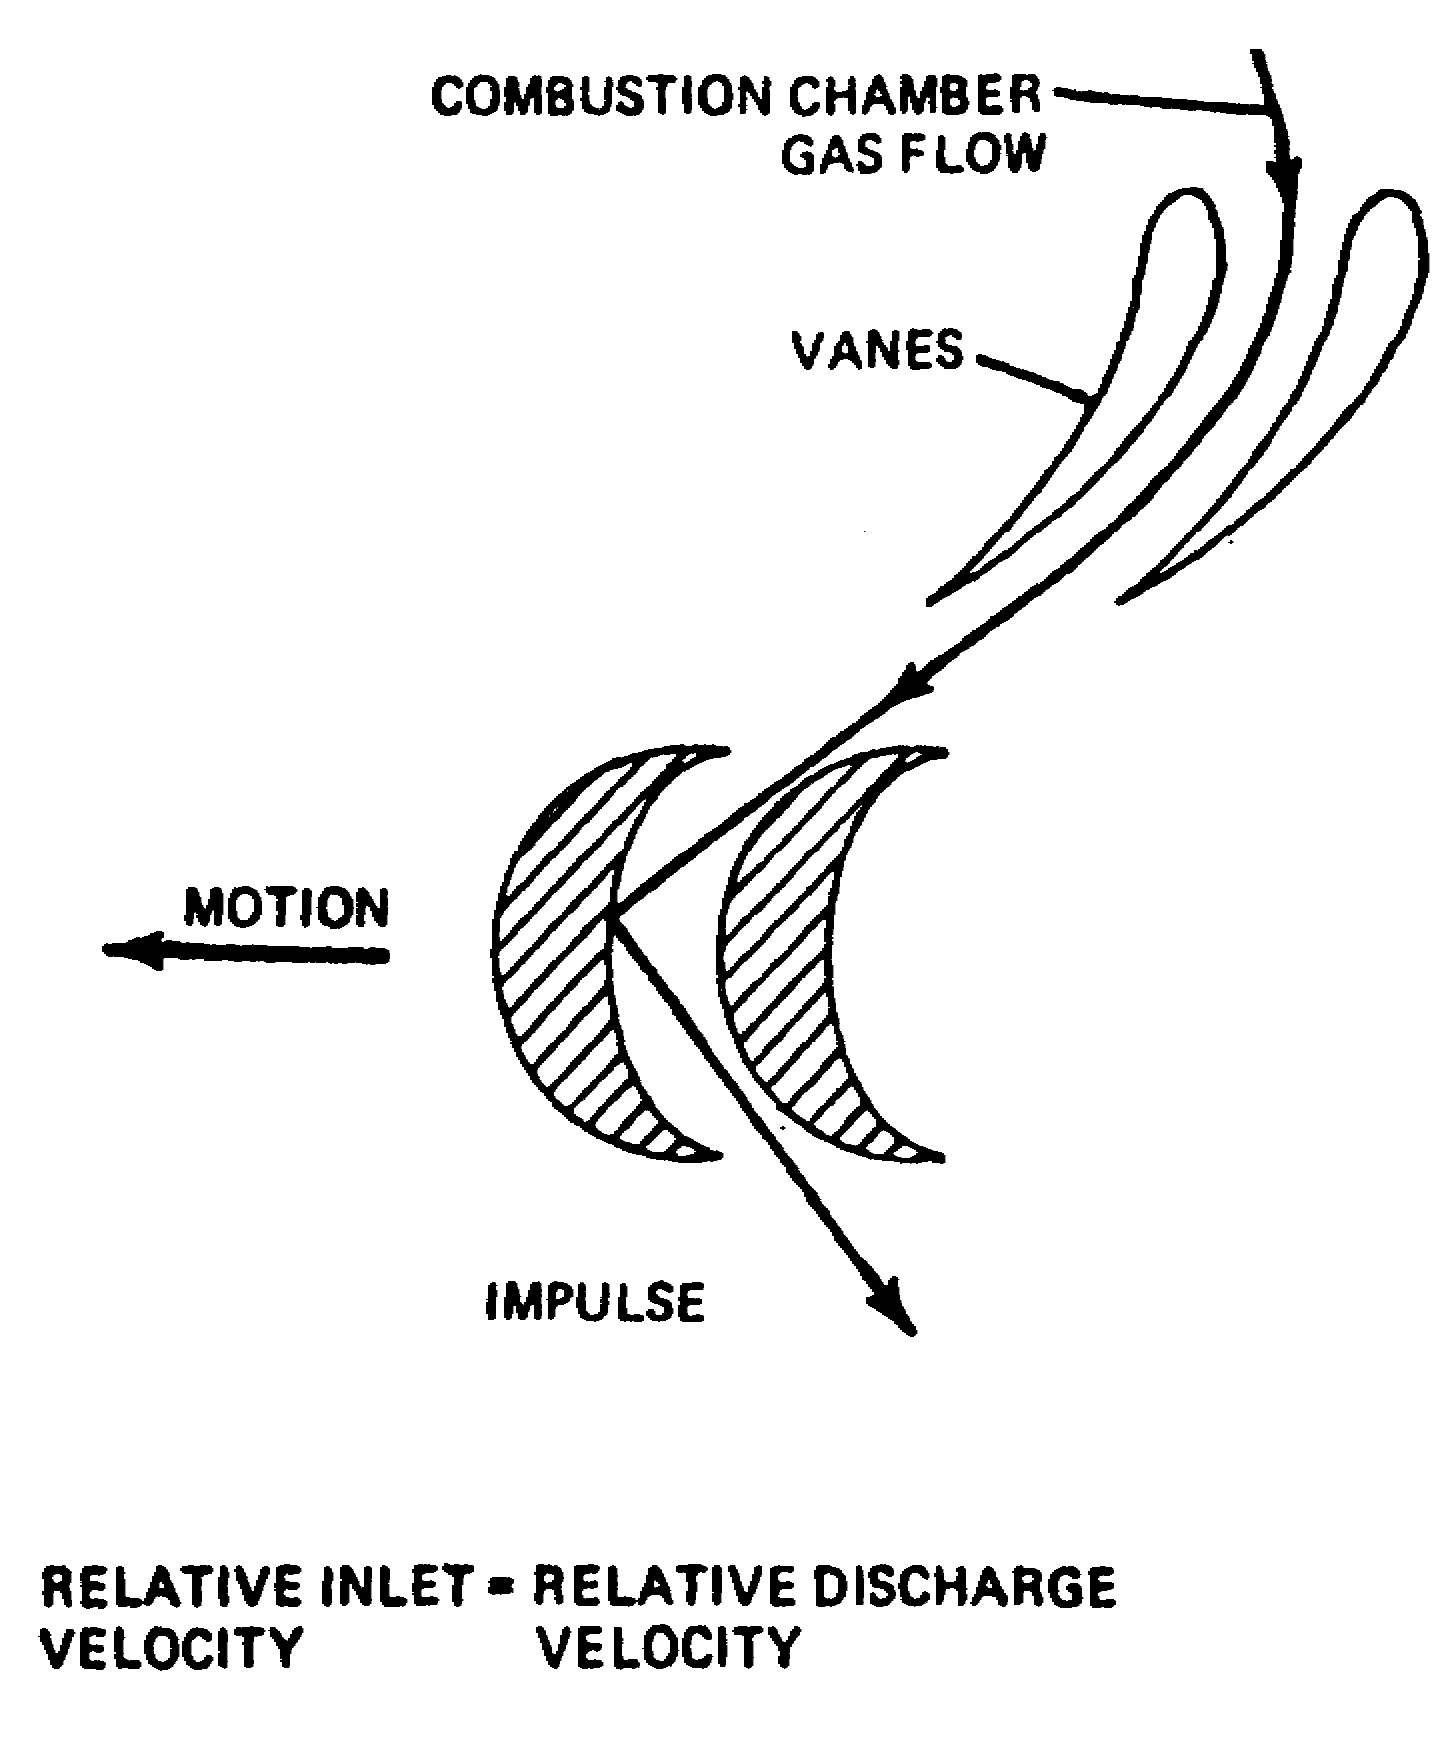 COMBUSTION CHAMBER
GAS FLOW
VANES
MOTION
IMPULSE
RELATIVE INLET = RELATIVE DISCHARGE
VELOCITY VELOCITY